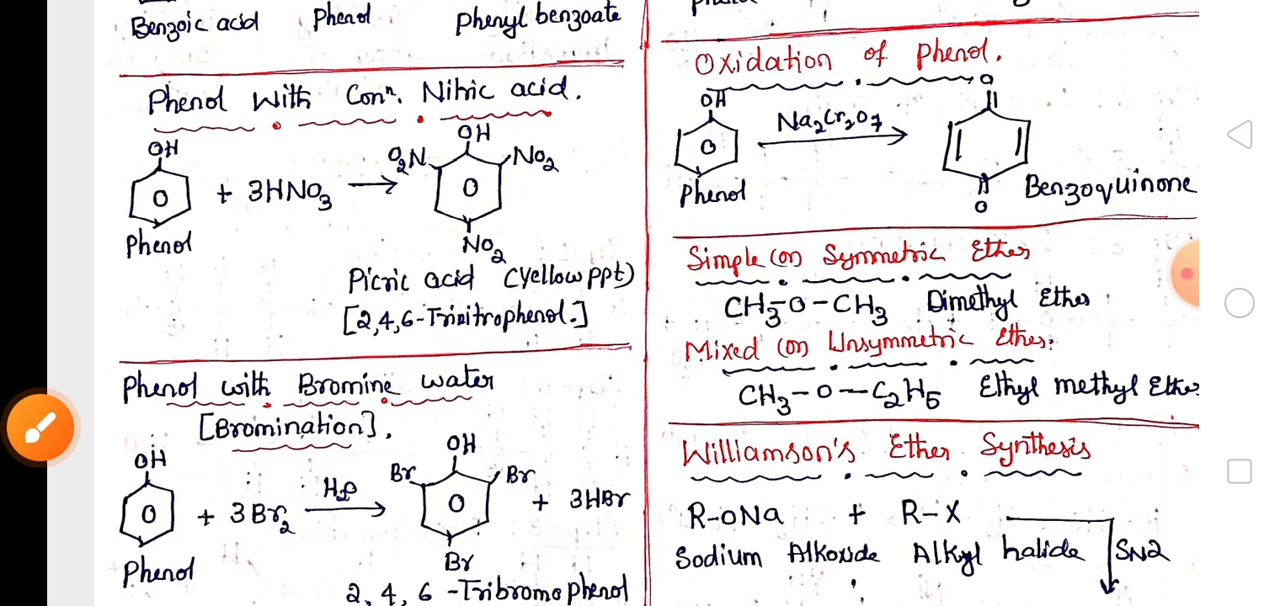 Benzoic acid Phenol Phenyl benzoate
Phenol With Conⁿ. Nitric acid.
OH
OH
O₂N NO₂
+ 3HNO₃ →
Phenol
NO₂
Picric acid (yellow ppt)
[2,4,6-Trinitrophenol.]
Phenol with Bromine water
[Bromination].
OH
OH
Br Br
+ 3Br₂ H₂O → + 3HBr
Br
Phenol
2, 4, 6 -Tribromophenol
Oxidation of Phenol.
OH
O
Na₂Cr₂O₇ →
Phenol
O
Benzoquinone
Simple (or) Symmetric Ether
CH₃-O-CH₃ Dimethyl Ether
Mixed (or) Unsymmetric Ether:
CH₃-O-C₂H₅ Ethyl methyl Ether
Williamson's Ether Synthesis
R-ONa + R-X
Sodium Alkoxide Alkyl halide SN2